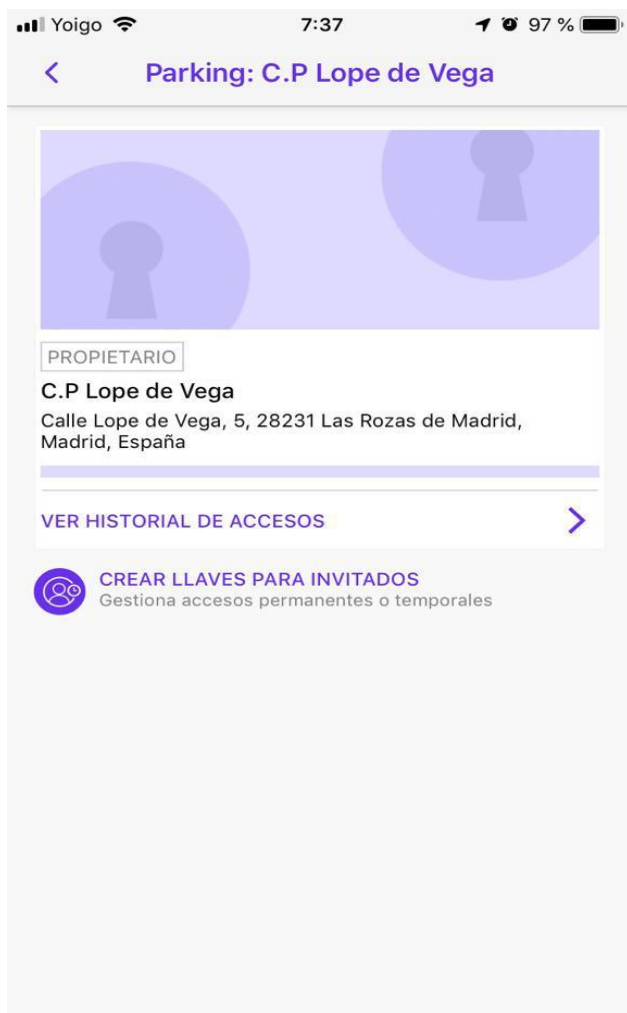 Yoigo 7:37 97 %
Parking: C.P Lope de Vega
PROPIETARIO
C.P Lope de Vega
Calle Lope de Vega, 5, 28231 Las Rozas de Madrid,
Madrid, España
VER HISTORIAL DE ACCESOS
CREAR LLAVES PARA INVITADOS
Gestiona accesos permanentes o temporales